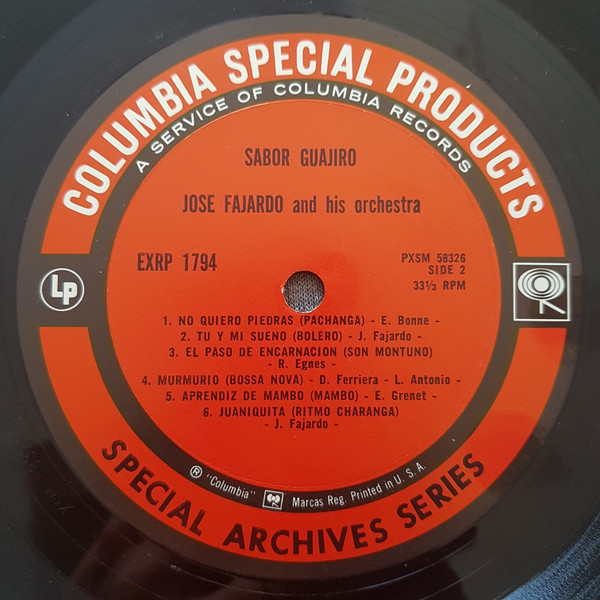 COLUMBIA SPECIAL PRODUCTS
A SERVICE OF COLUMBIA RECORDS
SABOR GUAJIRO
JOSE FAJARDO and his orchestra
EXRP 1794
PXSM 58326
SIDE 2
33⅓ RPM
Lp
1. NO QUIERO PIEDRAS (PACHANGA) - E. Bonne -
2. TU Y MI SUENO (BOLERO) - J. Fajardo -
3. EL PASO DE ENCARNACION (SON MONTUNO)
- R. Egnes -
4. MURMURIO (BOSSA NOVA) - D. Ferriera - L. Antonio -
5. APRENDIZ DE MAMBO (MAMBO) - E. Grenet -
6. JUANIQUITA (RITMO CHARANGA)
- J. Fajardo -
® "Columbia" Marcas Reg. Printed in U. S. A.
SPECIAL ARCHIVES SERIES